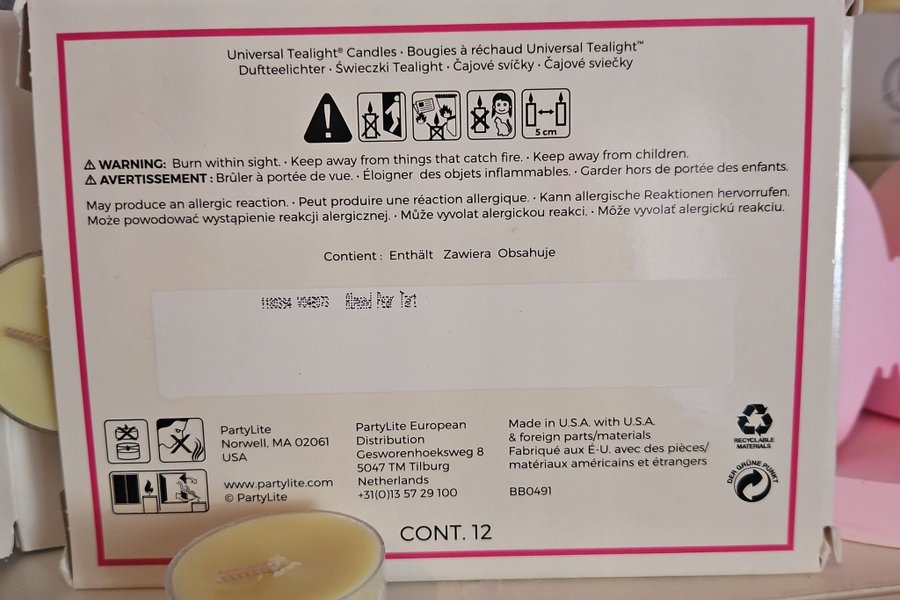 Universal Tealight® Candles · Bougies à réchaud Universal Tealight™
Duftteelichter · Świeczki Tealight · Čajové svíčky · Čajové sviečky
5 cm
⚠ WARNING: Burn within sight. · Keep away from things that catch fire. · Keep away from children.
⚠ AVERTISSEMENT : Brûler à portée de vue. · Éloigner des objets inflammables. · Garder hors de portée des enfants.
May produce an allergic reaction. · Peut produire une réaction allergique. · Kann allergische Reaktionen hervorrufen.
Może powodować wystąpienie reakcji alergicznej. · Může vyvolat alergickou reakci. · Môže vyvolať alergickú reakciu.
Contient : Enthält Zawiera Obsahuje
Almond Pear Tart
PartyLite
Norwell, MA 02061
USA
www.partylite.com
© PartyLite
PartyLite European
Distribution
Gesworenhoeksweg 8
5047 TM Tilburg
Netherlands
+31(0)13 57 29 100
Made in U.S.A. with U.S.A.
& foreign parts/materials
Fabriqué aux É-U. avec des pièces/
matériaux américains et étrangers
BB0491
RECYCLABLE
MATERIALS
DER GRÜNE PUNKT
CONT. 12